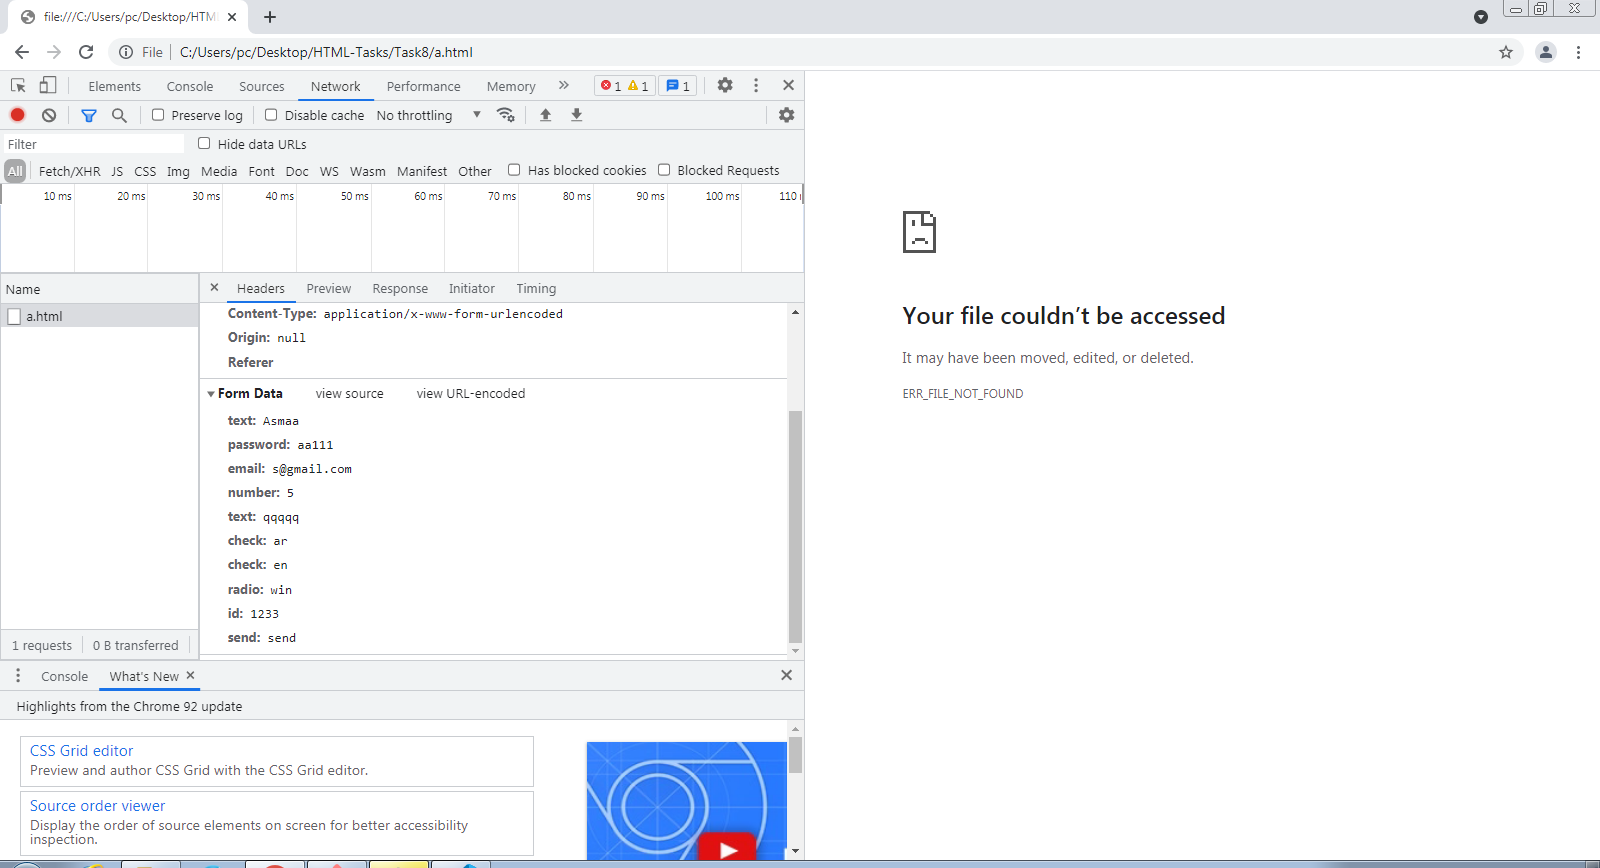 file:///C:/Users/pc/Desktop/HTM
File C:/Users/pc/Desktop/HTML-Tasks/Task8/a.html
Elements Console Sources Network Performance Memory 1 1 1
Preserve log Disable cache No throttling
Filter Hide data URLs
All Fetch/XHR JS CSS Img Media Font Doc WS Wasm Manifest Other Has blocked cookies Blocked Requests
10 ms 20 ms 30 ms 40 ms 50 ms 60 ms 70 ms 80 ms 90 ms 100 ms 110
Name
a.html
1 requests 0 B transferred
Headers Preview Response Initiator Timing
Content-Type: application/x-www-form-urlencoded
Origin: null
Referer
Form Data view source view URL-encoded
text: Asmaa
password: aa111
email: s@gmail.com
number: 5
text: qqqqq
check: ar
check: en
radio: win
id: 1233
send: send
Console What's New
Highlights from the Chrome 92 update
CSS Grid editor
Preview and author CSS Grid with the CSS Grid editor.
Source order viewer
Display the order of source elements on screen for better accessibility
inspection.
Your file couldn’t be accessed
It may have been moved, edited, or deleted.
ERR_FILE_NOT_FOUND